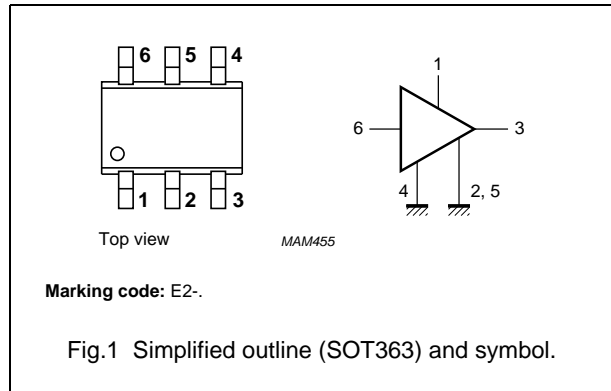 6 5 4
1
6 3
4 2, 5
1 2 3
Top view MAM455
Marking code: E2-.
Fig.1 Simplified outline (SOT363) and symbol.